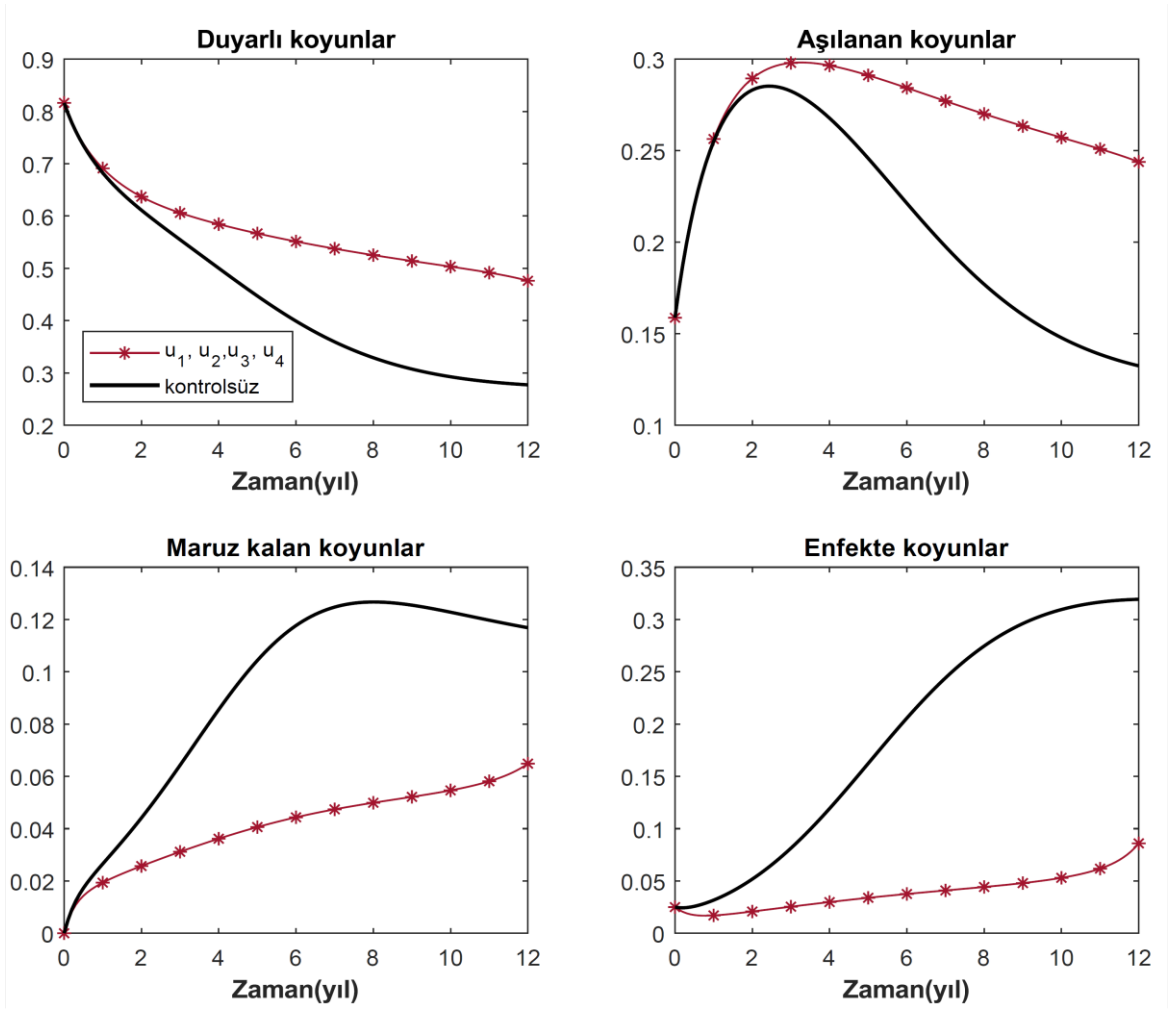 Duyarlı koyunlar
0.9
0.8
0.7
0.6
0.5
0.4
0.3
0.2
u1, u2,u3, u4
kontrolsüz
0 2 4 6 8 10 12
Zaman(yıl)
Aşılanan koyunlar
0.3
0.25
0.2
0.15
0.1
0 2 4 6 8 10 12
Zaman(yıl)
Maruz kalan koyunlar
0.14
0.12
0.1
0.08
0.06
0.04
0.02
0
0 2 4 6 8 10 12
Zaman(yıl)
Enfekte koyunlar
0.35
0.3
0.25
0.2
0.15
0.1
0.05
0
0 2 4 6 8 10 12
Zaman(yıl)